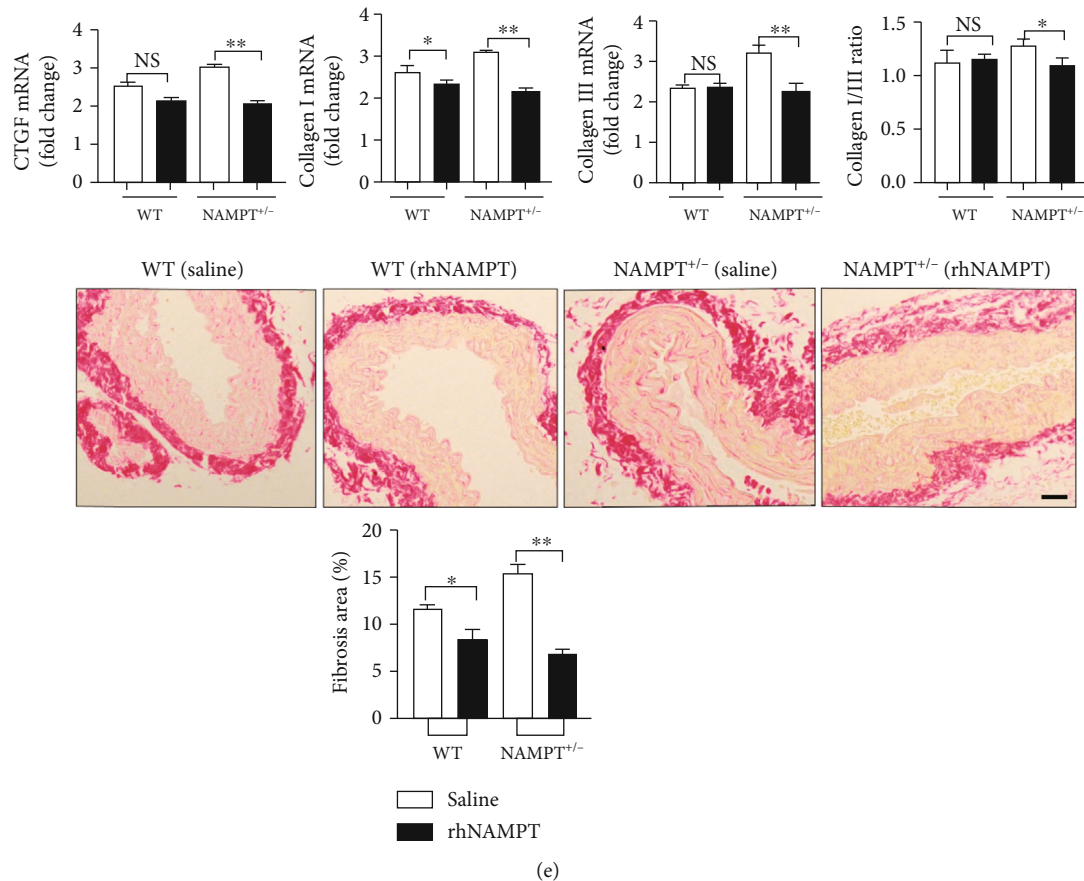 CTGF mRNA
(fold change)
4
3
2
1
0
NS
**
WT
NAMPT+/−
Collagen I mRNA
(fold change)
4
3
2
1
0
*
**
WT
NAMPT+/−
Collagen III mRNA
(fold change)
4
3
2
1
0
NS
**
WT
NAMPT+/−
Collagen I/III ratio
1.5
1.0
0.5
0.0
NS
*
WT
NAMPT+/−
WT (saline)
WT (rhNAMPT)
NAMPT+/− (saline)
NAMPT+/− (rhNAMPT)
Fibrosis area (%)
20
15
10
5
0
*
**
WT
NAMPT+/−
Saline
rhNAMPT
(e)